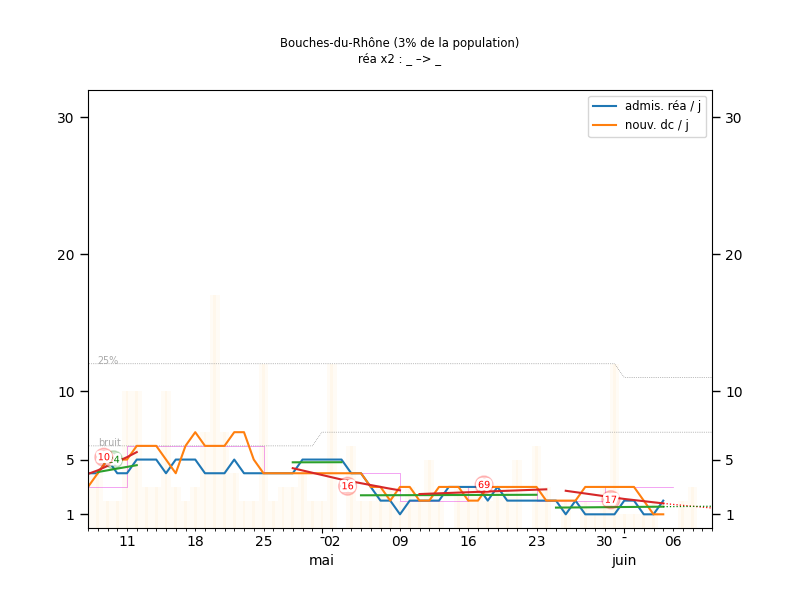 Bouches-du-Rhône (3% de la population)
réa x2 : _ –> _
admis. réa / j
nouv. dc / j
30 30
20 20
25%
10 10
bruit
5 10 5
16 69 17
1 1
11 18 25 02 09 16 23 30 06
mai juin